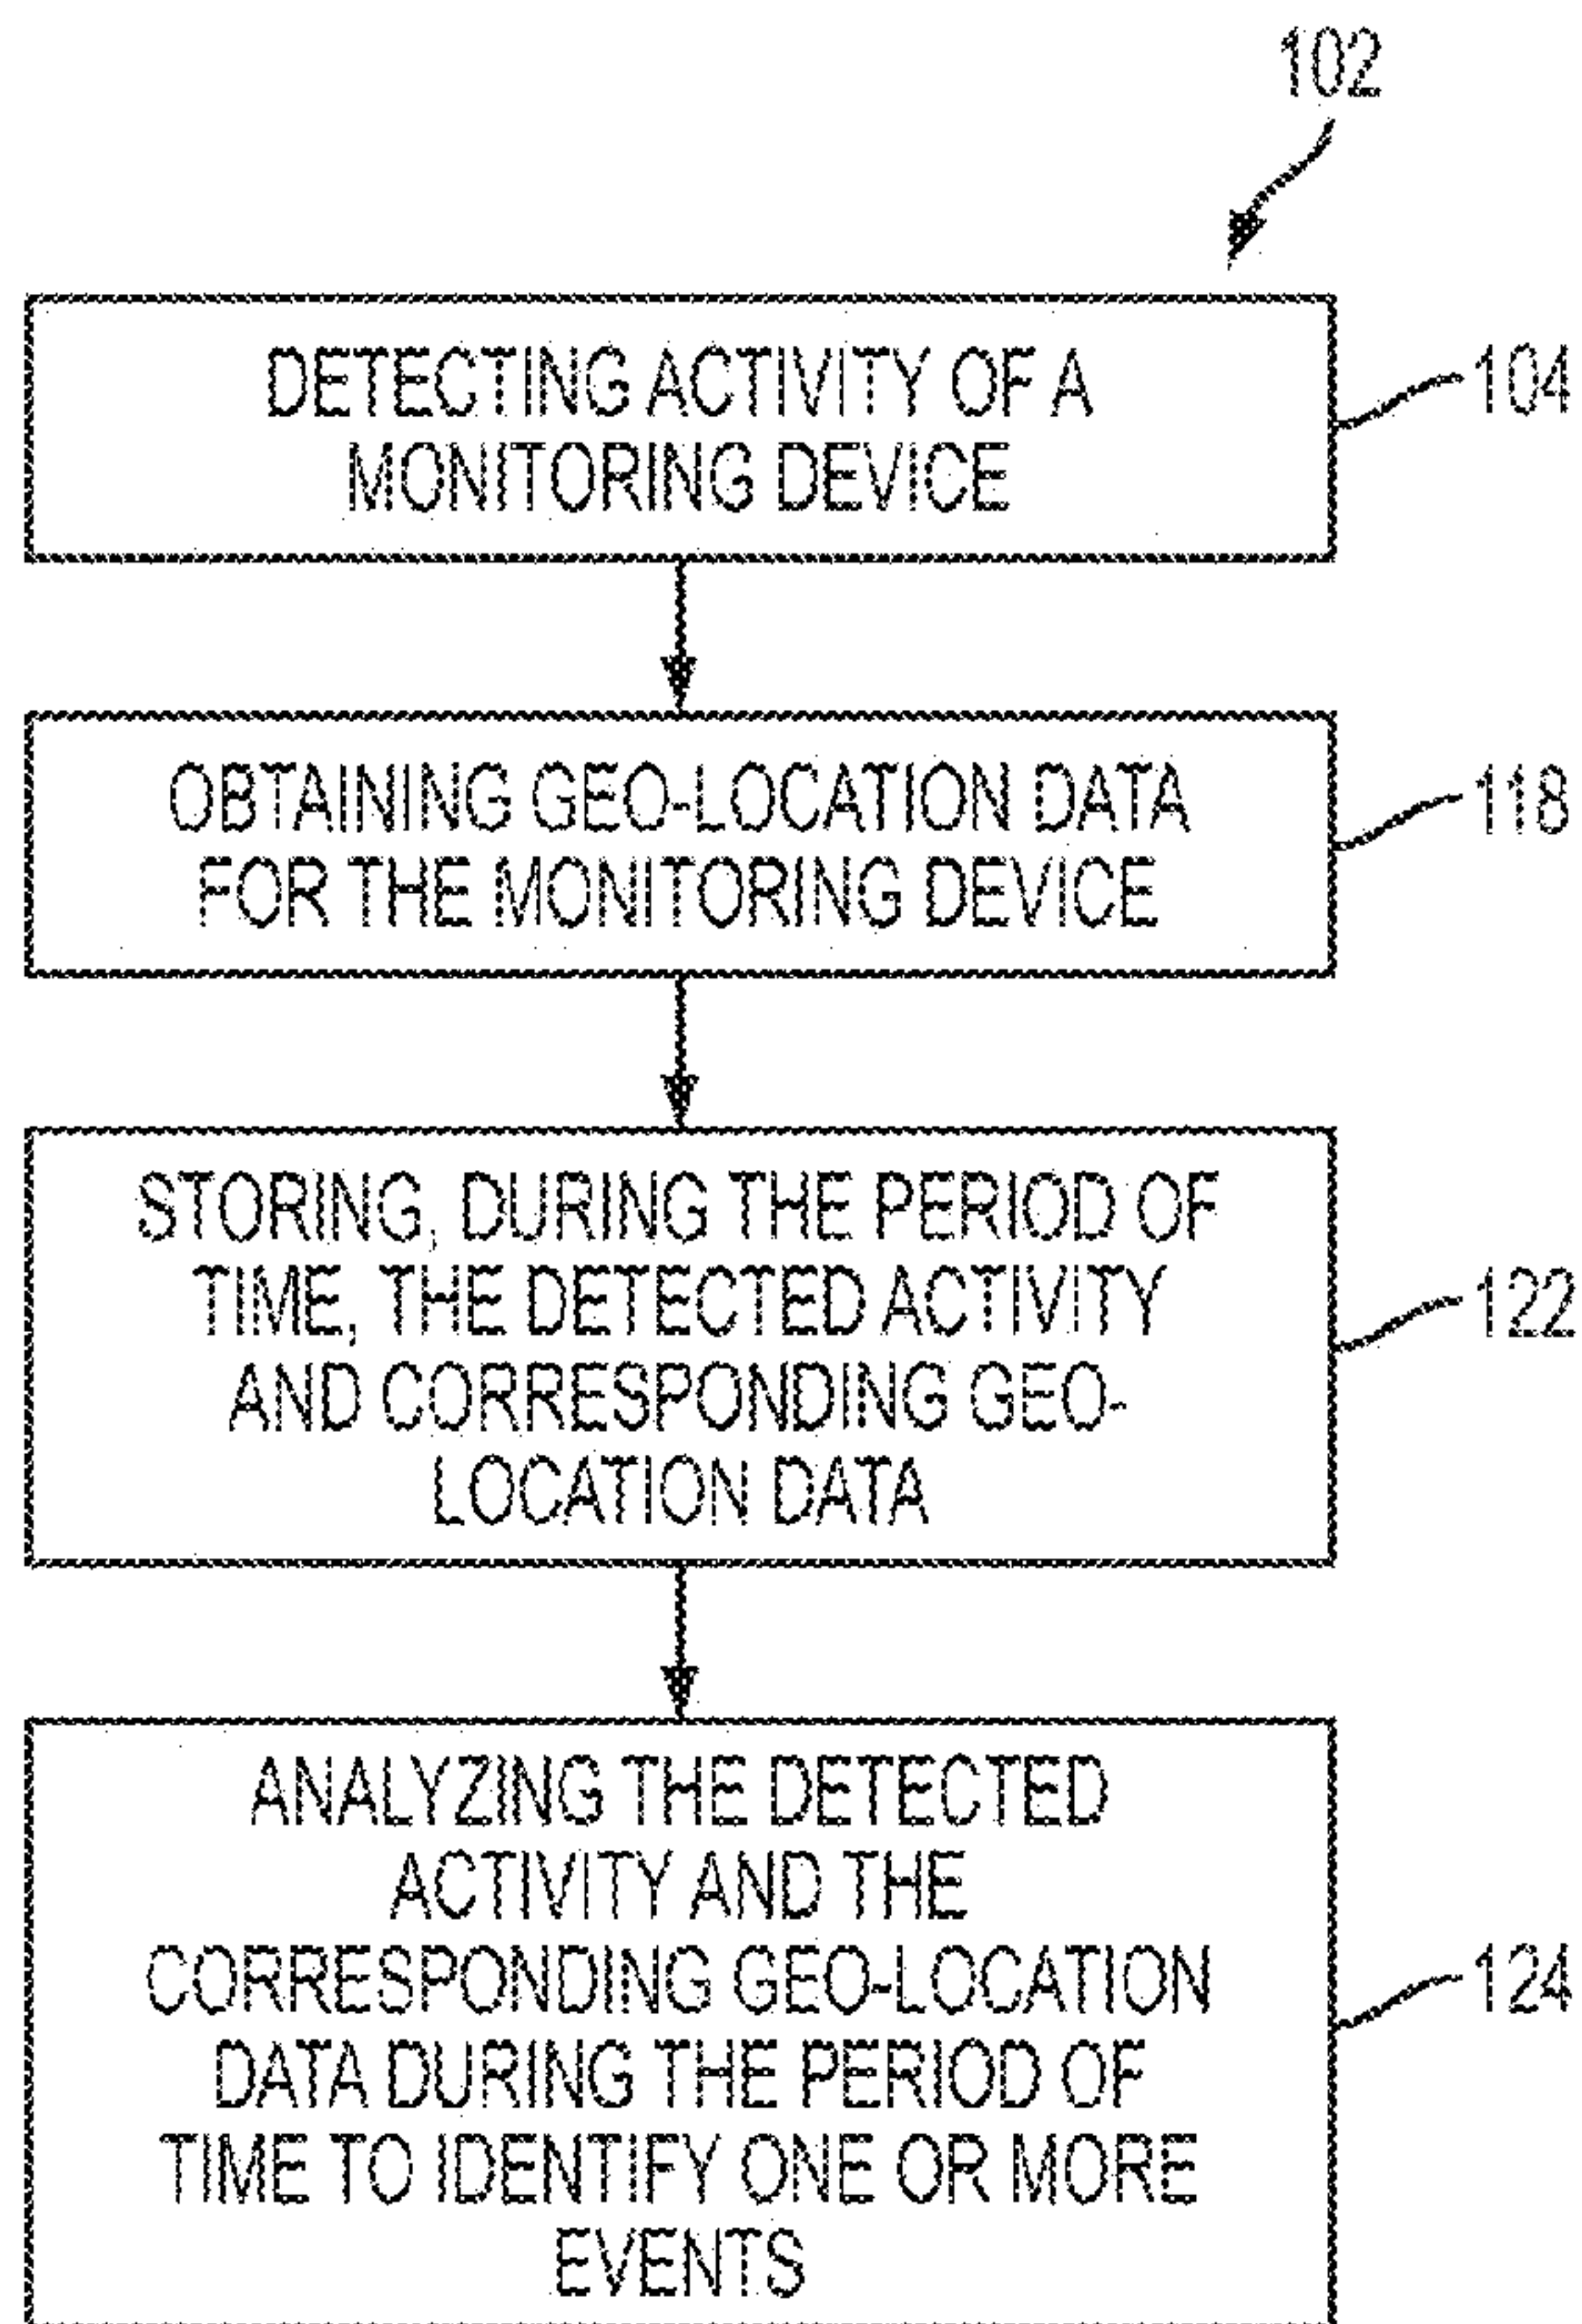 102
DETECTING ACTIVITY OF A
MONITORING DEVICE
104
OBTAINING GEO-LOCATION DATA
FOR THE MONITORING DEVICE
118
STORING, DURING THE PERIOD OF
TIME, THE DETECTED ACTIVITY
AND CORRESPONDING GEO-
LOCATION DATA
122
ANALYZING THE DETECTED
ACTIVITY AND THE
CORRESPONDING GEO-LOCATION
DATA DURING THE PERIOD OF
TIME TO IDENTIFY ONE OR MORE
EVENTS
124